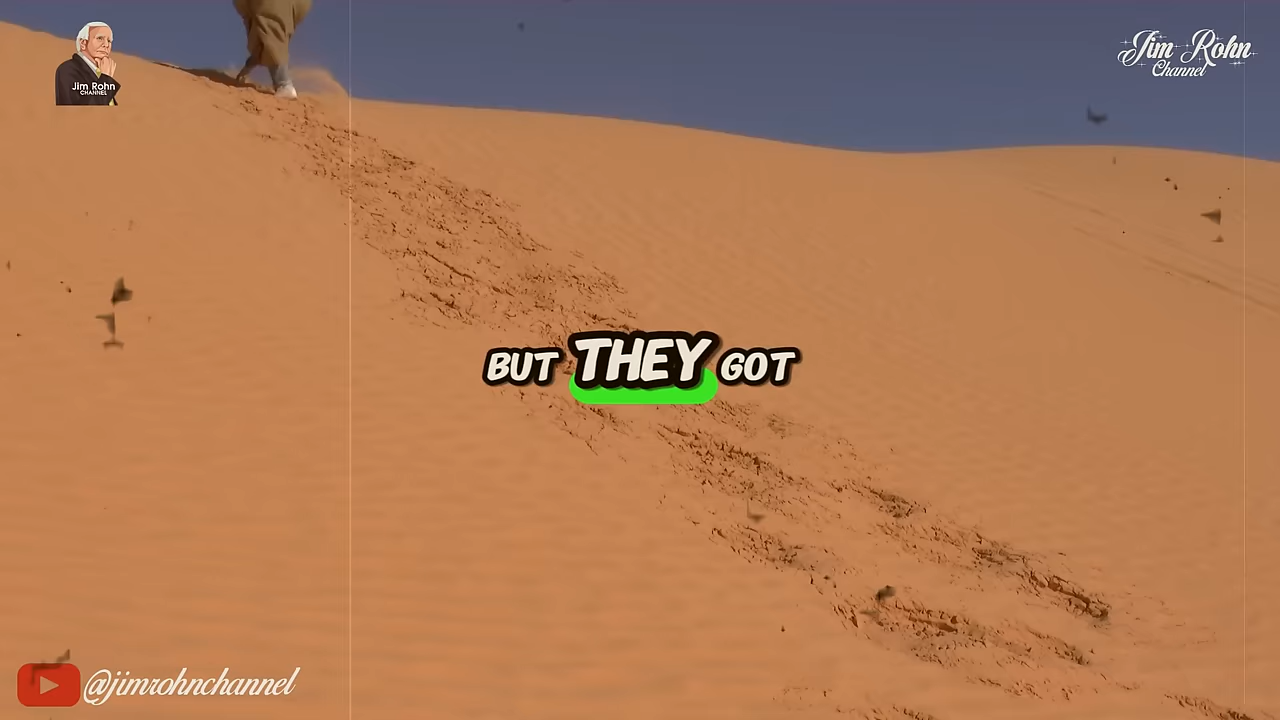 Jim Rohn
CHANNEL
Jim Rohn
Channel
BUT THEY GOT
@jimrohnchannel